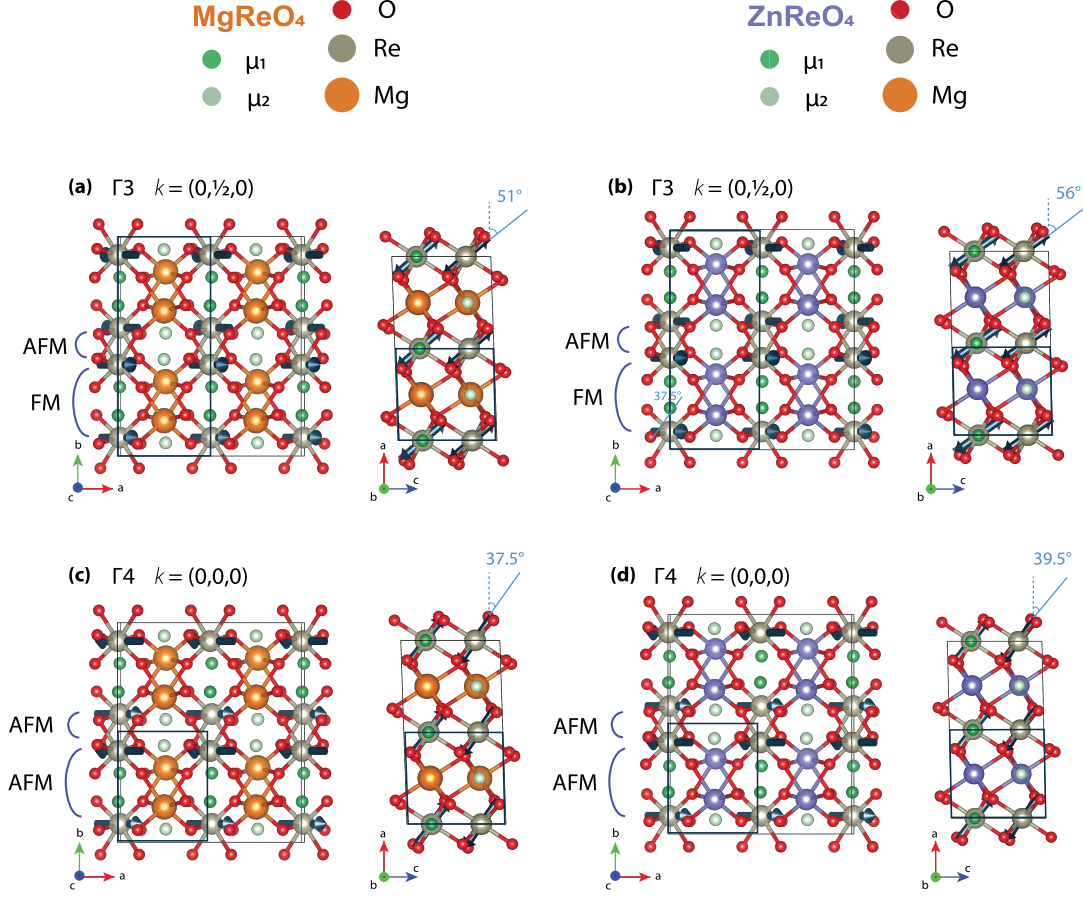 MgReO₄
O
μ₁
Re
μ₂
Mg
ZnReO₄
O
μ₁
Re
μ₂
Mg
(a) Γ3 k = (0,½,0)
51°
AFM
FM
b
c
a
a
b
c
(b) Γ3 k = (0,½,0)
56°
AFM
FM
37.5°
b
c
a
a
b
c
(c) Γ4 k = (0,0,0)
37.5°
AFM
AFM
b
c
a
a
b
c
(d) Γ4 k = (0,0,0)
39.5°
AFM
AFM
b
c
a
a
b
c